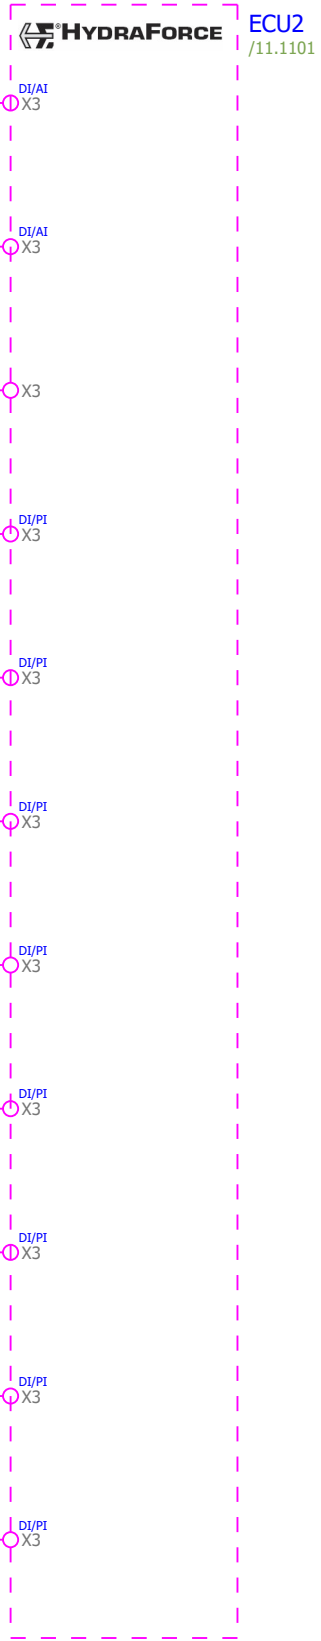 HYDRAFORCE
ECU2
/11.1101
DI/AI
X3
DI/AI
X3
X3
DI/PI
X3
DI/PI
X3
DI/PI
X3
DI/PI
X3
DI/PI
X3
DI/PI
X3
DI/PI
X3
DI/PI
X3